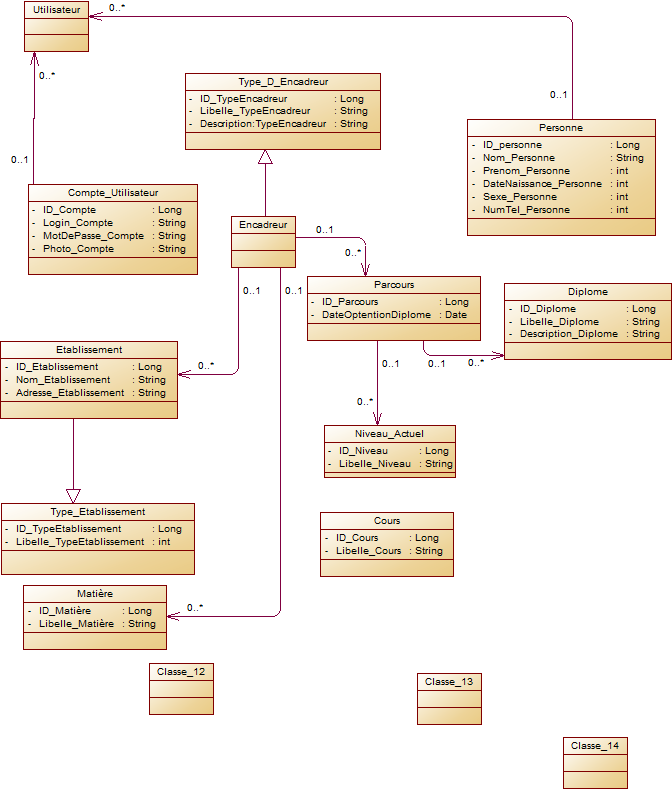 Utilisateur
0..*
0..*
0..1
0..1
Type_D_Encadreur
- ID_TypeEncadreur : Long
- Libelle_TypeEncadreur : String
- Description:TypeEncadreur : String
Personne
- ID_personne : Long
- Nom_Personne : String
- Prenom_Personne : int
- DateNaissance_Personne : int
- Sexe_Personne : int
- NumTel_Personne : int
Compte_Utilisateur
- ID_Compte : Long
- Login_Compte : String
- MotDePasse_Compte : String
- Photo_Compte : String
Encadreur
0..1
0..*
0..1
0..1
Parcours
- ID_Parcours : Long
- DateOptentionDiplome : Date
Diplome
- ID_Diplome : Long
- Libelle_Diplome : String
- Description_Diplome : String
Etablissement
- ID_Etablissement : Long
- Nom_Etablissement : String
- Adresse_Etablissement : String
0..*
0..1
0..1
0..*
0..*
Niveau_Actuel
- ID_Niveau : Long
- Libelle_Niveau : String
Type_Etablissement
- ID_TypeEtablissement : Long
- Libelle_TypeEtablissement : int
Cours
- ID_Cours : Long
- Libelle_Cours : String
Matière
- ID_Matière : Long
- Libelle_Matière : String
0..*
Classe_12
Classe_13
Classe_14